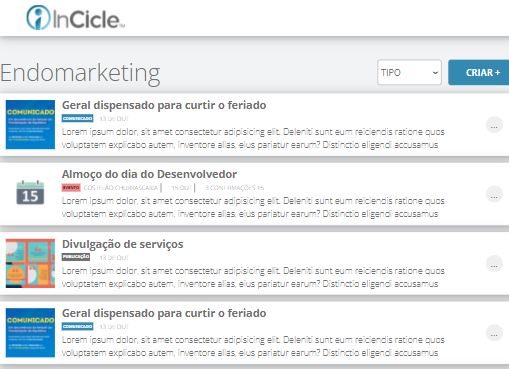 InCicle
Endomarketing
TIPO
CRIAR +
COMUNICADO
Geral dispensado para curtir o feriado
COMUNICADO 13 DE OUT
Lorem ipsum dolor, sit amet consectetur adipisicing elit. Deleniti sunt eum reiciendis ratione quos
voluptatem explicabo autem, inventore alias, eius pariatur earum? Distinctio eligendi accusamus
...
15
Almoço do dia do Desenvolvedor
EVENTO COSTELÃO CHURRASCARIA | 15 OUT | 3 CONFIRMAÇÕES 15
Lorem ipsum dolor, sit amet consectetur adipisicing elit. Deleniti sunt eum reiciendis ratione quos
voluptatem explicabo autem, inventore alias, eius pariatur earum? Distinctio eligendi accusamus
...
Divulgação de serviços
PUBLICAÇÃO 13 DE OUT
Lorem ipsum dolor, sit amet consectetur adipisicing elit. Deleniti sunt eum reiciendis ratione quos
voluptatem explicabo autem, inventore alias, eius pariatur earum? Distinctio eligendi accusamus
...
COMUNICADO
Geral dispensado para curtir o feriado
COMUNICADO 13 DE OUT
Lorem ipsum dolor, sit amet consectetur adipisicing elit. Deleniti sunt eum reiciendis ratione quos
voluptatem explicabo autem, inventore alias, eius pariatur earum? Distinctio eligendi accusamus
...